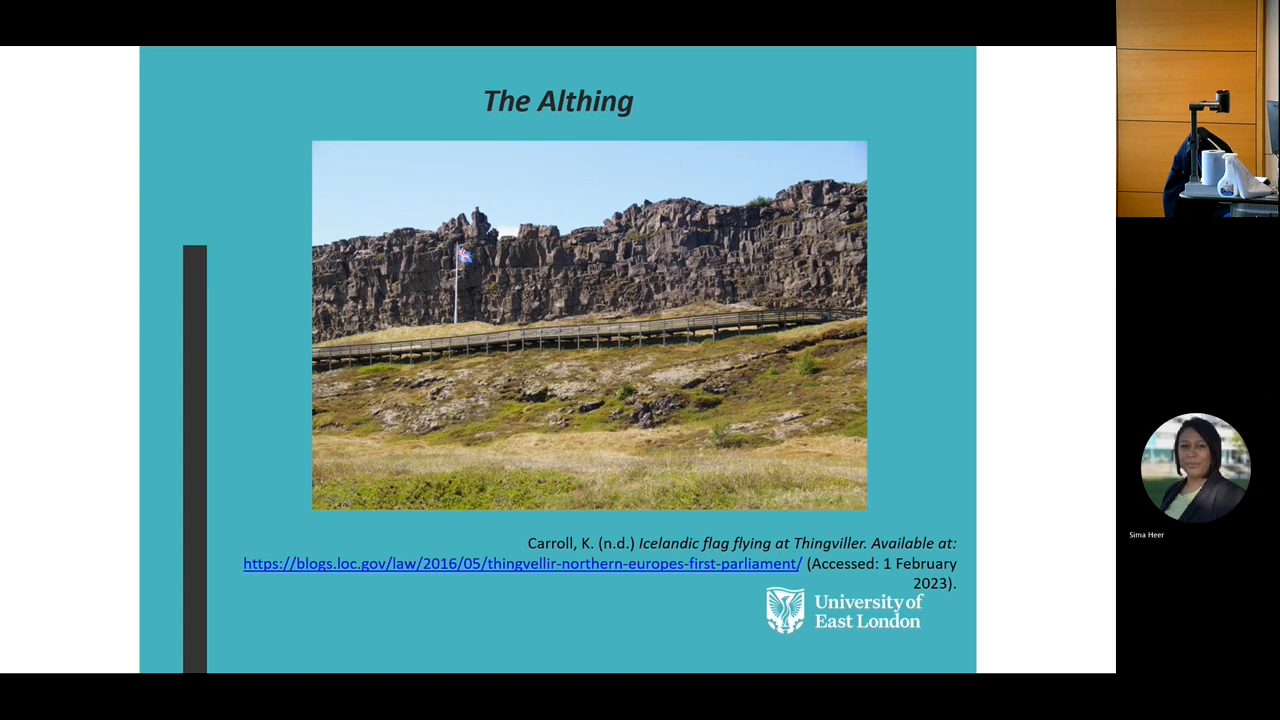 The Althing
Carroll, K. (n.d.) Icelandic flag flying at Thingviller. Available at:
https://blogs.loc.gov/law/2016/05/thingvellir-northern-europes-first-parliament/ (Accessed: 1 February
2023).
University of
East London
Sima Heer